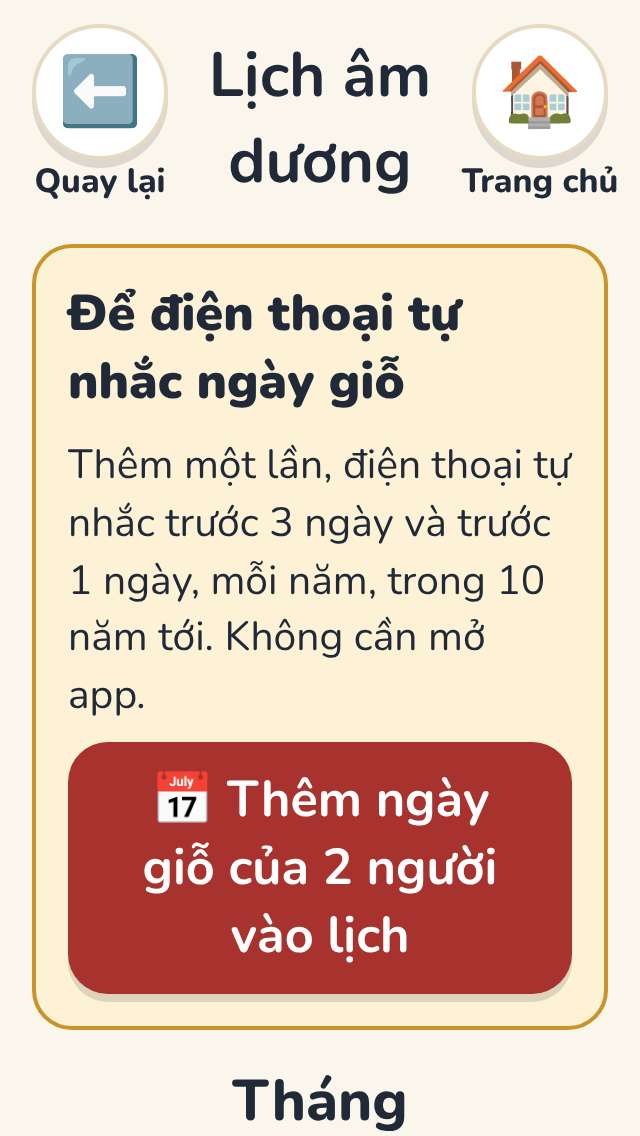 Lịch âm
dương
Quay lại
Trang chủ
Để điện thoại tự
nhắc ngày giỗ
Thêm một lần, điện thoại tự
nhắc trước 3 ngày và trước
1 ngày, mỗi năm, trong 10
năm tới. Không cần mở
app.
July
17
Thêm ngày
giỗ của 2 người
vào lịch
Tháng